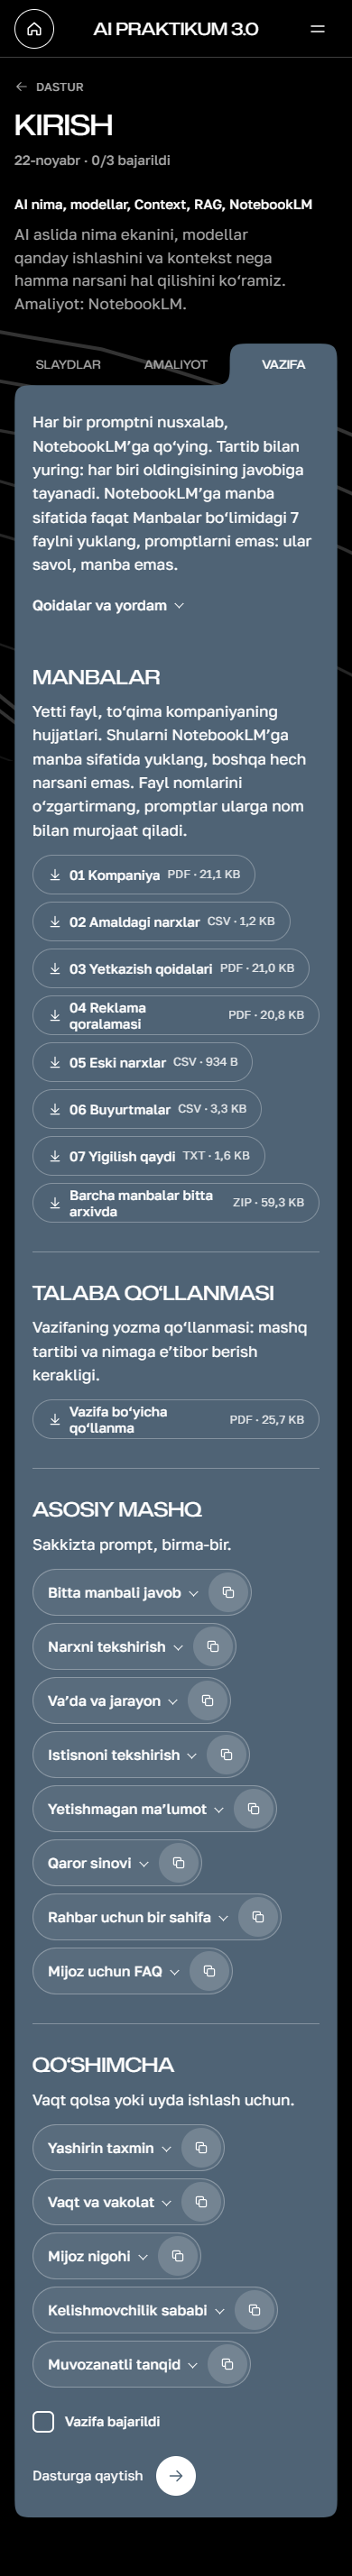 AI PRAKTIKUM 3.0
DASTUR
KIRISH
22-noyabr · 0/3 bajarildi
AI nima, modellar, Context, RAG, NotebookLM
AI aslida nima ekanini, modellar
qanday ishlashini va kontekst nega
hamma narsani hal qilishini ko‘ramiz.
Amaliyot: NotebookLM.
SLAYDLAR AMALIYOT VAZIFA
Har bir promptni nusxalab,
NotebookLM’ga qo‘ying. Tartib bilan
yuring: har biri oldingisining javobiga
tayanadi. NotebookLM’ga manba
sifatida faqat Manbalar bo‘limidagi 7
faylni yuklang, promptlarni emas: ular
savol, manba emas.
Qoidalar va yordam
MANBALAR
Yetti fayl, to‘qima kompaniyaning
hujjatlari. Shularni NotebookLM’ga
manba sifatida yuklang, boshqa hech
narsani emas. Fayl nomlarini
o‘zgartirmang, promptlar ularga nom
bilan murojaat qiladi.
01 Kompaniya PDF · 21,1 KB
02 Amaldagi narxlar CSV · 1,2 KB
03 Yetkazish qoidalari PDF · 21,0 KB
04 Reklama
qoralamasi PDF · 20,8 KB
05 Eski narxlar CSV · 934 B
06 Buyurtmalar CSV · 3,3 KB
07 Yigilish qaydi TXT · 1,6 KB
Barcha manbalar bitta
arxivda ZIP · 59,3 KB
TALABA QO‘LLANMASI
Vazifaning yozma qo‘llanmasi: mashq
tartibi va nimaga e’tibor berish
kerakligi.
Vazifa bo‘yicha
qo‘llanma PDF · 25,7 KB
ASOSIY MASHQ
Sakkizta prompt, birma-bir.
Bitta manbali javob
Narxni tekshirish
Va’da va jarayon
Istisnoni tekshirish
Yetishmagan ma’lumot
Qaror sinovi
Rahbar uchun bir sahifa
Mijoz uchun FAQ
QO‘SHIMCHA
Vaqt qolsa yoki uyda ishlash uchun.
Yashirin taxmin
Vaqt va vakolat
Mijoz nigohi
Kelishmovchilik sababi
Muvozanatli tanqid
Vazifa bajarildi
Dasturga qaytish